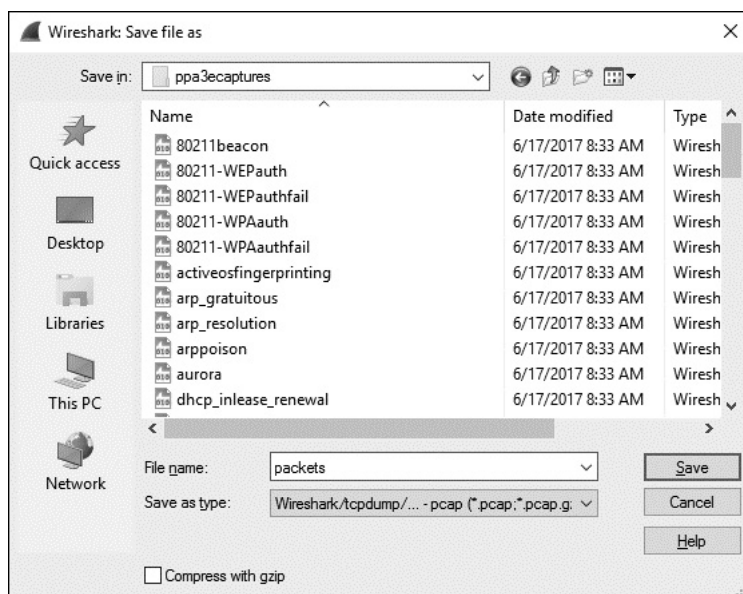 Wireshark: Save file as
Save in: ppa3ecaptures
Name Date modified Type
80211beacon 6/17/2017 8:33 AM Wiresh
80211-WEPauth 6/17/2017 8:33 AM Wiresh
80211-WEPauthfail 6/17/2017 8:33 AM Wiresh
80211-WPAauth 6/17/2017 8:33 AM Wiresh
80211-WPAauthfail 6/17/2017 8:33 AM Wiresh
activeosfingerprinting 6/17/2017 8:33 AM Wiresh
arp_gratuitous 6/17/2017 8:33 AM Wiresh
arp_resolution 6/17/2017 8:33 AM Wiresh
arppoison 6/17/2017 8:33 AM Wiresh
aurora 6/17/2017 8:33 AM Wiresh
dhcp_inlease_renewal 6/17/2017 8:33 AM Wiresh
Quick access
Desktop
Libraries
This PC
Network
File name: packets Save
Save as type: Wireshark/tcpdump/... - pcap (*.pcap;*.pcap.g: Cancel
Help
Compress with gzip